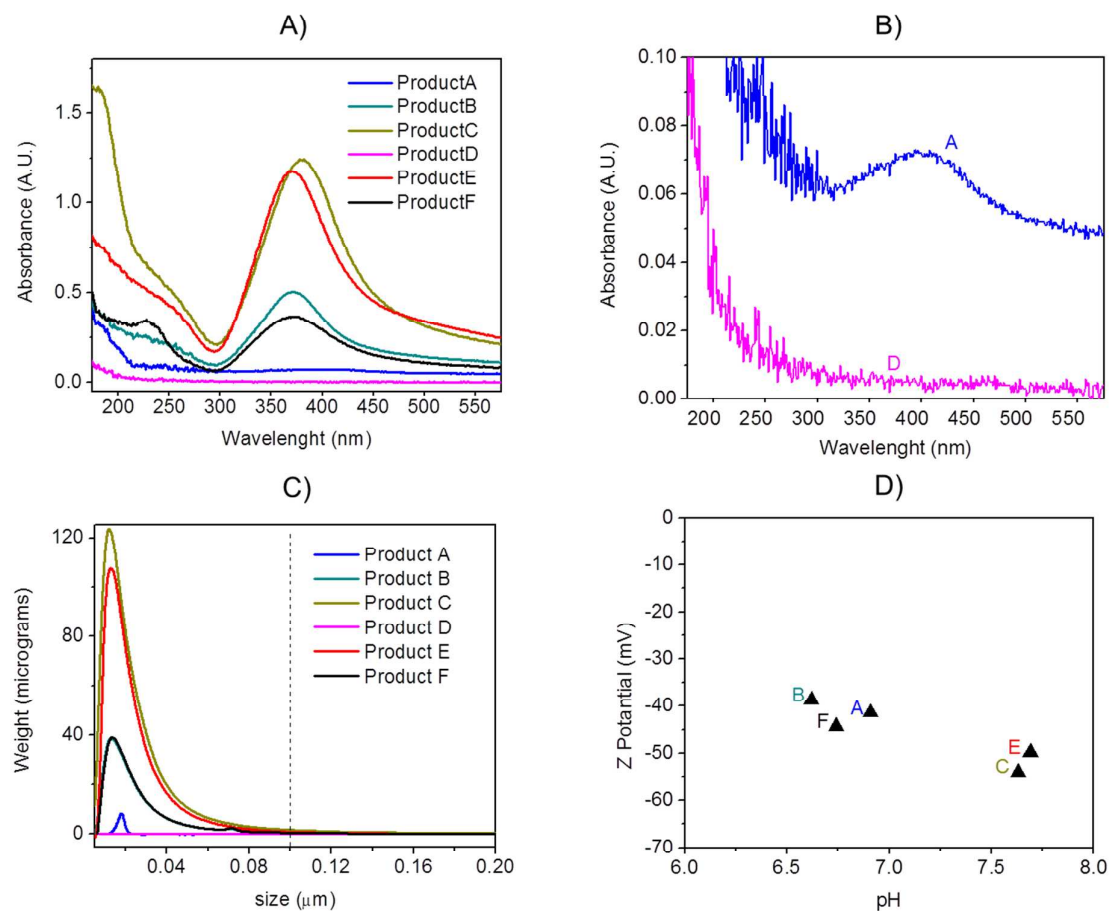 A)
Absorbance (A.U.)
1.5
1.0
0.5
0.0
ProductA
ProductB
ProductC
ProductD
ProductE
ProductF
200 250 300 350 400 450 500 550
Wavelenght (nm)
B)
Absorbance (A.U.)
0.10
0.08
0.06
0.04
0.02
0.00
A
D
200 250 300 350 400 450 500 550
Wavelenght (nm)
C)
Weight (micrograms)
120
80
40
0
Product A
Product B
Product C
Product D
Product E
Product F
0.04 0.08 0.12 0.16 0.20
size (μm)
D)
Z Potential (mV)
0
-10
-20
-30
-40
-50
-60
-70
B
F
A
E
C
6.0 6.5 7.0 7.5 8.0
pH